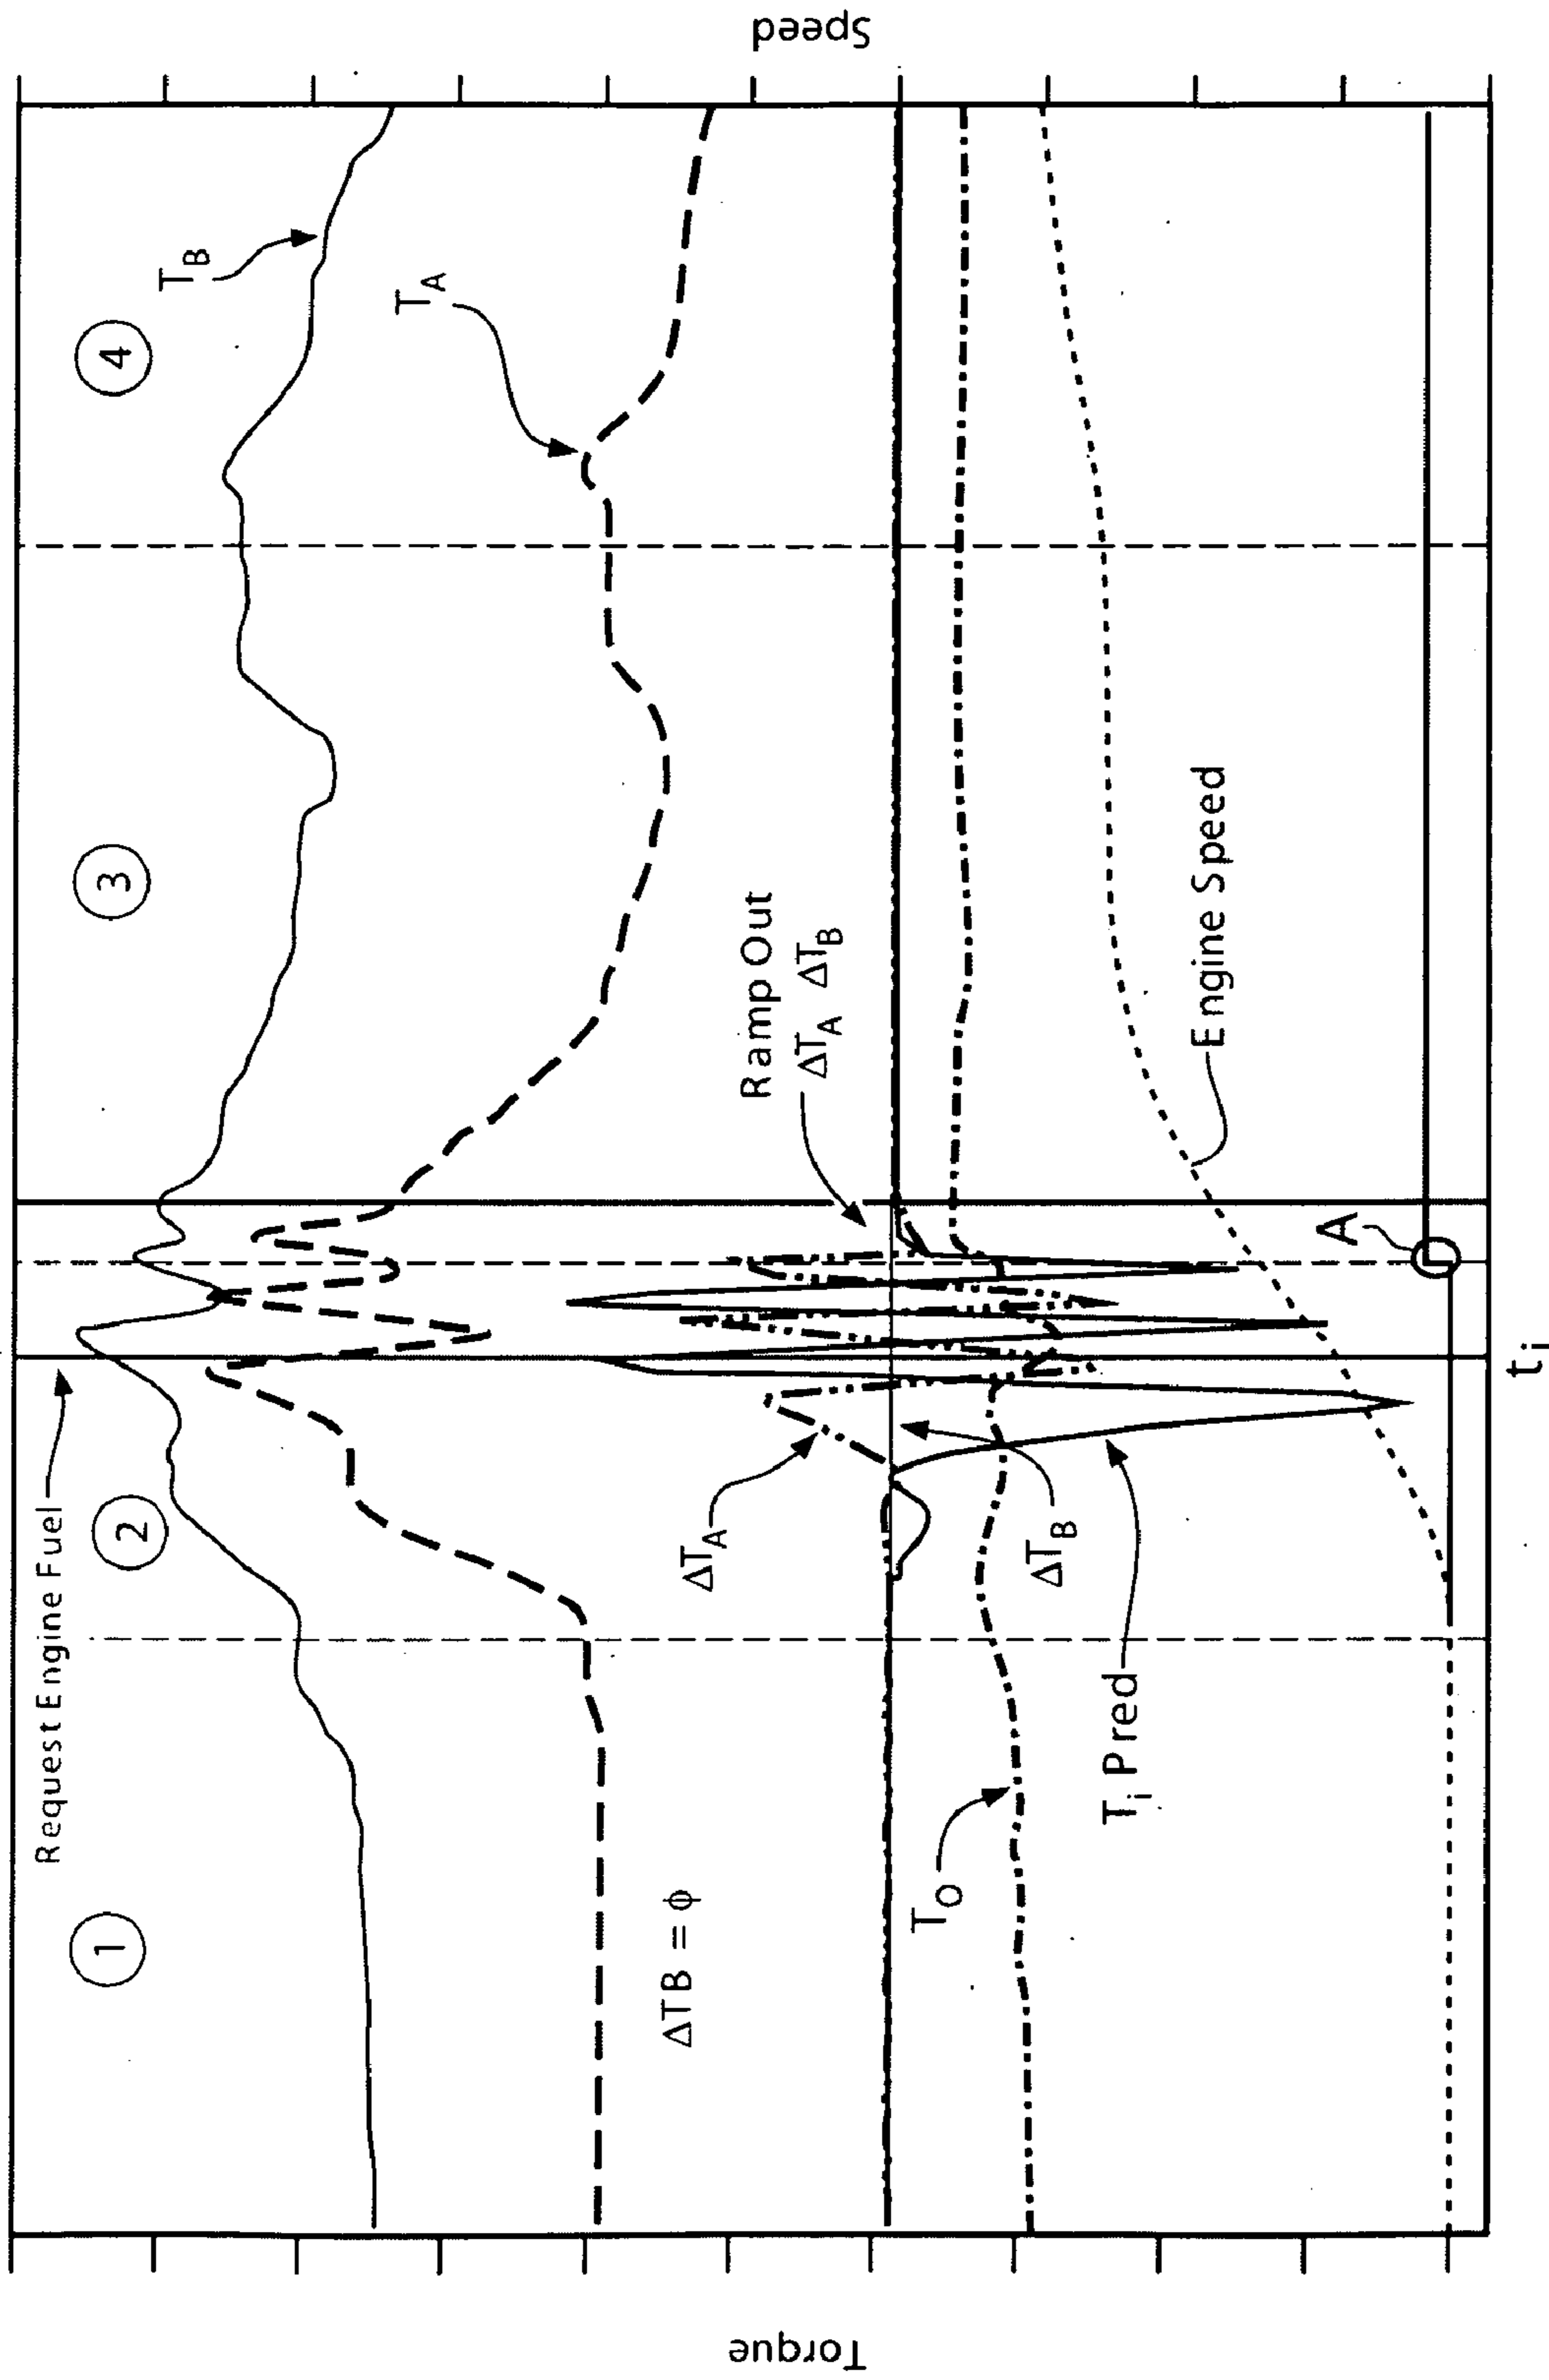 Request Engine Fuel
1
2
3
4
T_B
T_A
Ramp Out
ΔT_A ΔT_B
ΔT_A
ΔTB = ϕ
ΔT_B
T_O
T_i Pred
Engine Speed
A
t_i
Torque
Speed